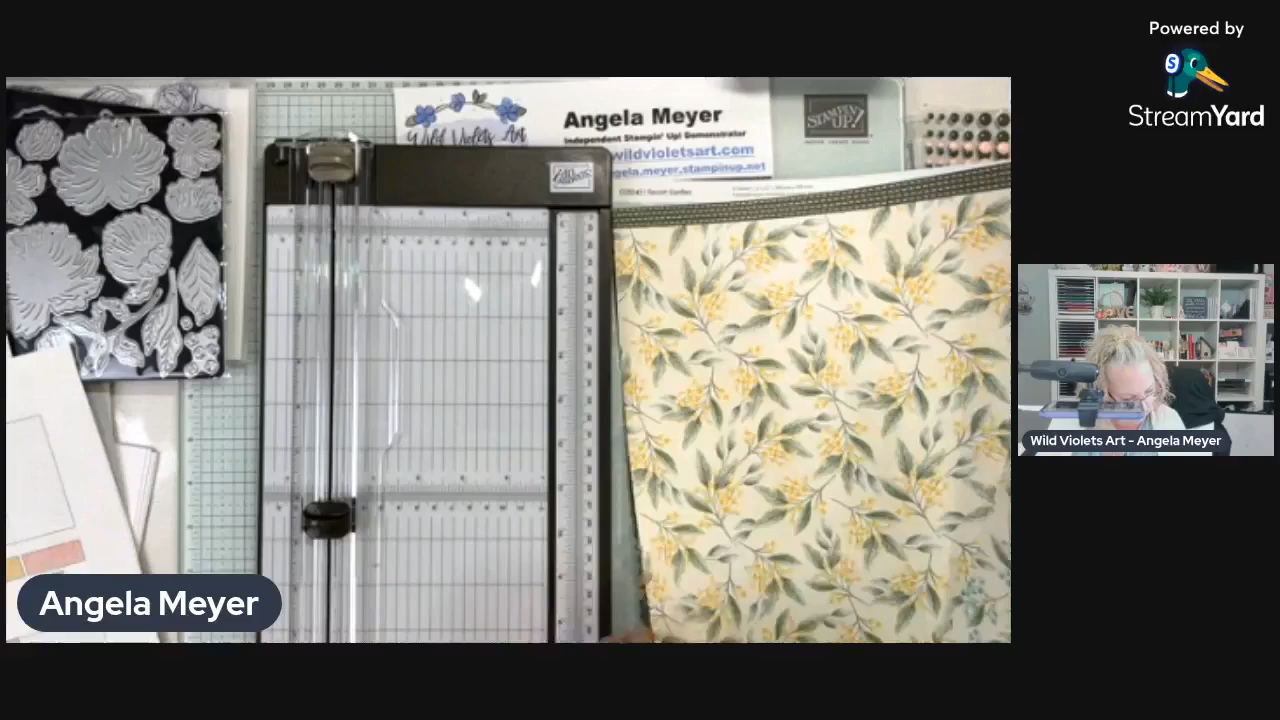 Powered by
StreamYard
Wild Violets Art
Angela Meyer
Independent Stampin' Up! Demonstrator
wildvioletsart.com
angela.meyer.stampinup.net
STAMPIN' UP!
Wild Violets Art - Angela Meyer
Angela Meyer